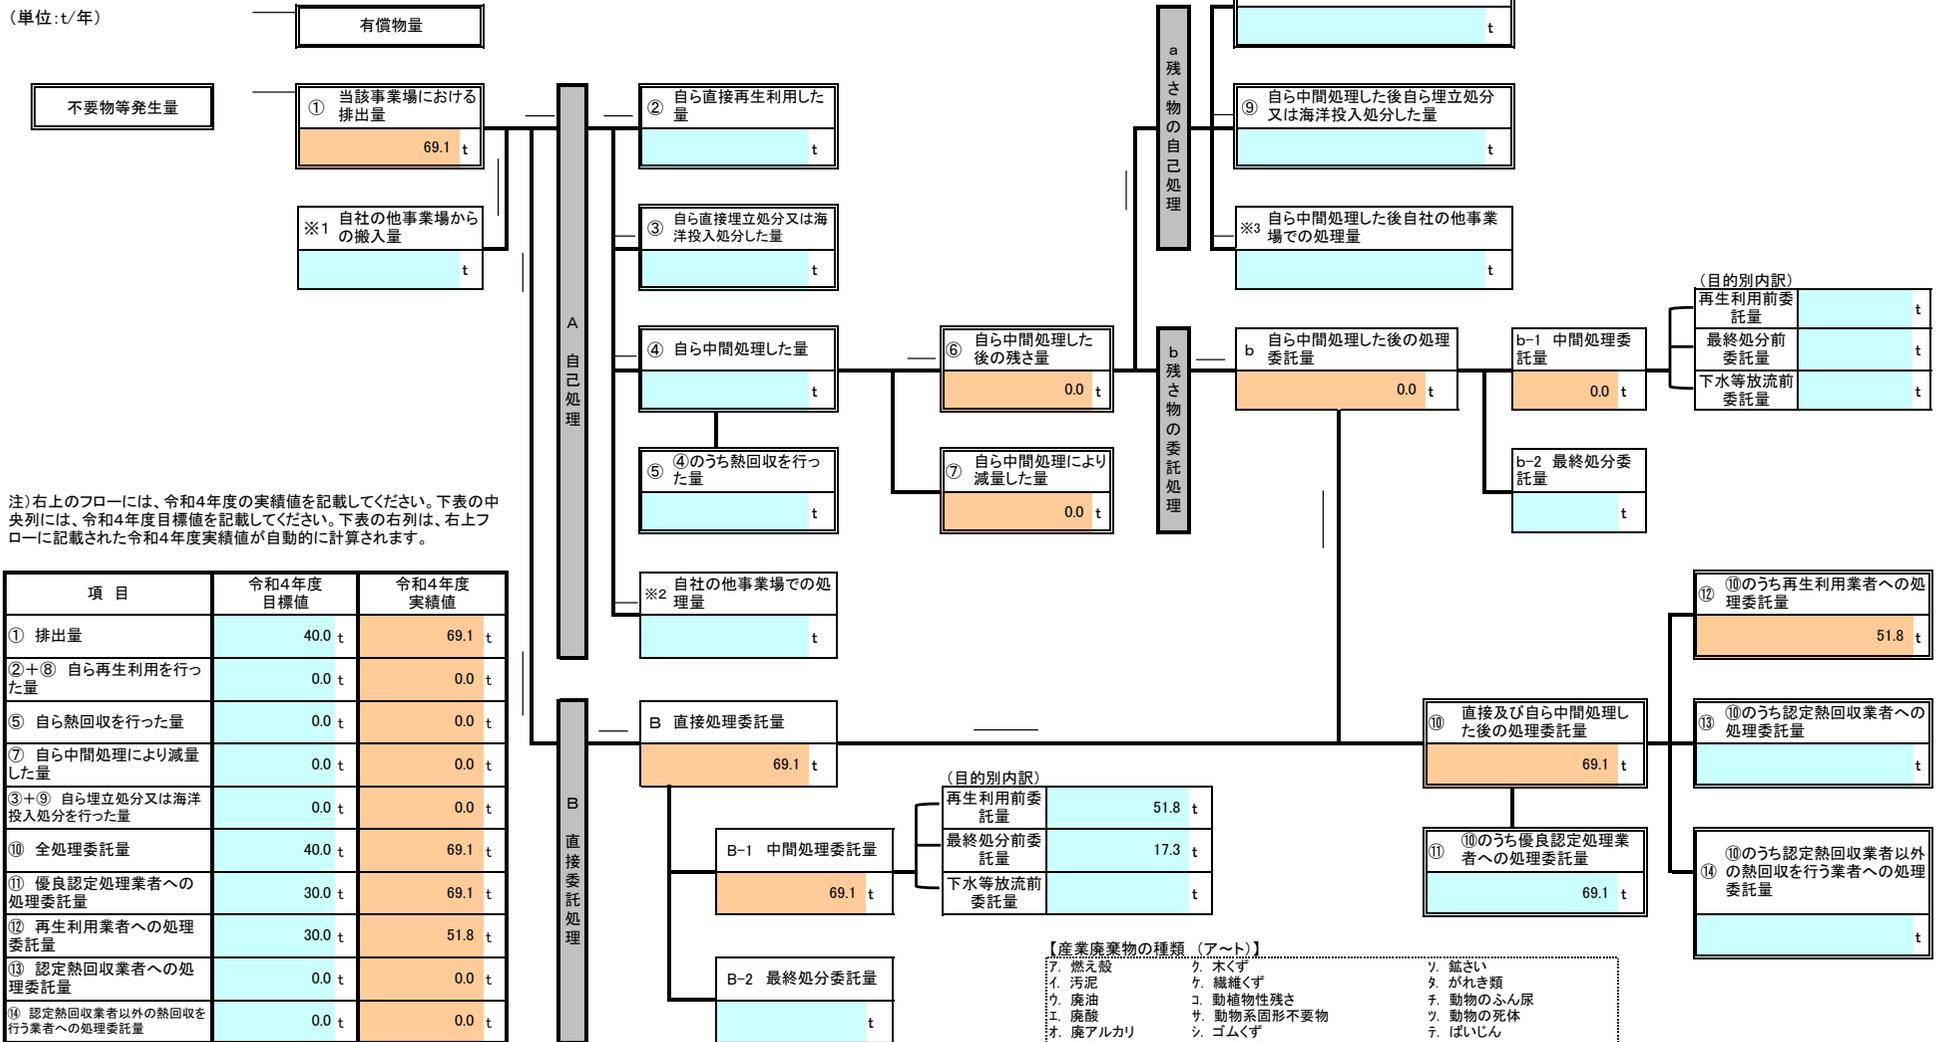 （単位：t/年）
有償物量
不要物等発生量
① 当該事業場における
排出量
69.1 t
※1 自社の他事業場から
の搬入量
t
A 自己処理
② 自ら直接再生利用した
量
t
③ 自ら直接埋立処分又は海
洋投入処分した量
t
④ 自ら中間処理した量
t
⑤ ④のうち熱回収を行っ
た量
t
※2 自社の他事業場での処
理量
t
⑥ 自ら中間処理した
後の残さ量
0.0 t
⑦ 自ら中間処理により
減量した量
0.0 t
a 残さ物の自己処理
t
⑨ 自ら中間処理した後自ら埋立処分
又は海洋投入処分した量
t
※3 自ら中間処理した後自社の他事業
場での処理量
t
b 残さ物の委託処理
b 自ら中間処理した後の処理
委託量
0.0 t
b-1 中間処理委
託量
0.0 t
（目的別内訳）
再生利用前委
託量
t
最終処分前
委託量
t
下水等放流前
委託量
t
b-2 最終処分委
託量
t
注）右上のフローには、令和４年度の実績値を記載してください。下表の中
央列には、令和４年度目標値を記載してください。下表の右列は、右上フ
ローに記載された令和４年度実績値が自動的に計算されます。
項 目 令和４年度 目標値 令和４年度 実績値
① 排出量 40.0 t 69.1 t
②＋⑧ 自ら再生利用を行っ
た量 0.0 t 0.0 t
⑤ 自ら熱回収を行った量 0.0 t 0.0 t
⑦ 自ら中間処理により減量
した量 0.0 t 0.0 t
③＋⑨ 自ら埋立処分又は海洋
投入処分を行った量 0.0 t 0.0 t
⑩ 全処理委託量 40.0 t 69.1 t
⑪ 優良認定処理業者への
処理委託量 30.0 t 69.1 t
⑫ 再生利用業者への処理
委託量 30.0 t 51.8 t
⑬ 認定熱回収業者への処
理委託量 0.0 t 0.0 t
⑭ 認定熱回収業者以外の熱回収を
行う業者への処理委託量 0.0 t 0.0 t
B 直接委託処理
B 直接処理委託量
69.1 t
B-1 中間処理委託量
69.1 t
（目的別内訳）
再生利用前委
託量
51.8 t
最終処分前委
託量
17.3 t
下水等放流前
委託量
t
B-2 最終処分委託量
t
⑩ 直接及び自ら中間処理し
た後の処理委託量
69.1 t
⑪ ⑩のうち優良認定処理業
者への処理委託量
69.1 t
⑫ ⑩のうち再生利用業者への処
理委託量
51.8 t
⑬ ⑩のうち認定熱回収業者への
処理委託量
t
⑭ ⑩のうち認定熱回収業者以外
の熱回収を行う業者への処理
委託量
t
【産業廃棄物の種類 （ア～ト）】
ｱ. 燃え殻 ｸ. 木くず ｿ. 鉱さい
ｲ. 汚泥 ｹ. 繊維くず ﾀ. がれき類
ｳ. 廃油 ｺ. 動植物性残さ ﾁ. 動物のふん尿
ｴ. 廃酸 ｻ. 動物系固形不要物 ﾂ. 動物の死体
ｵ. 廃アルカリ ｼ. ゴムくず ﾃ. ばいじん